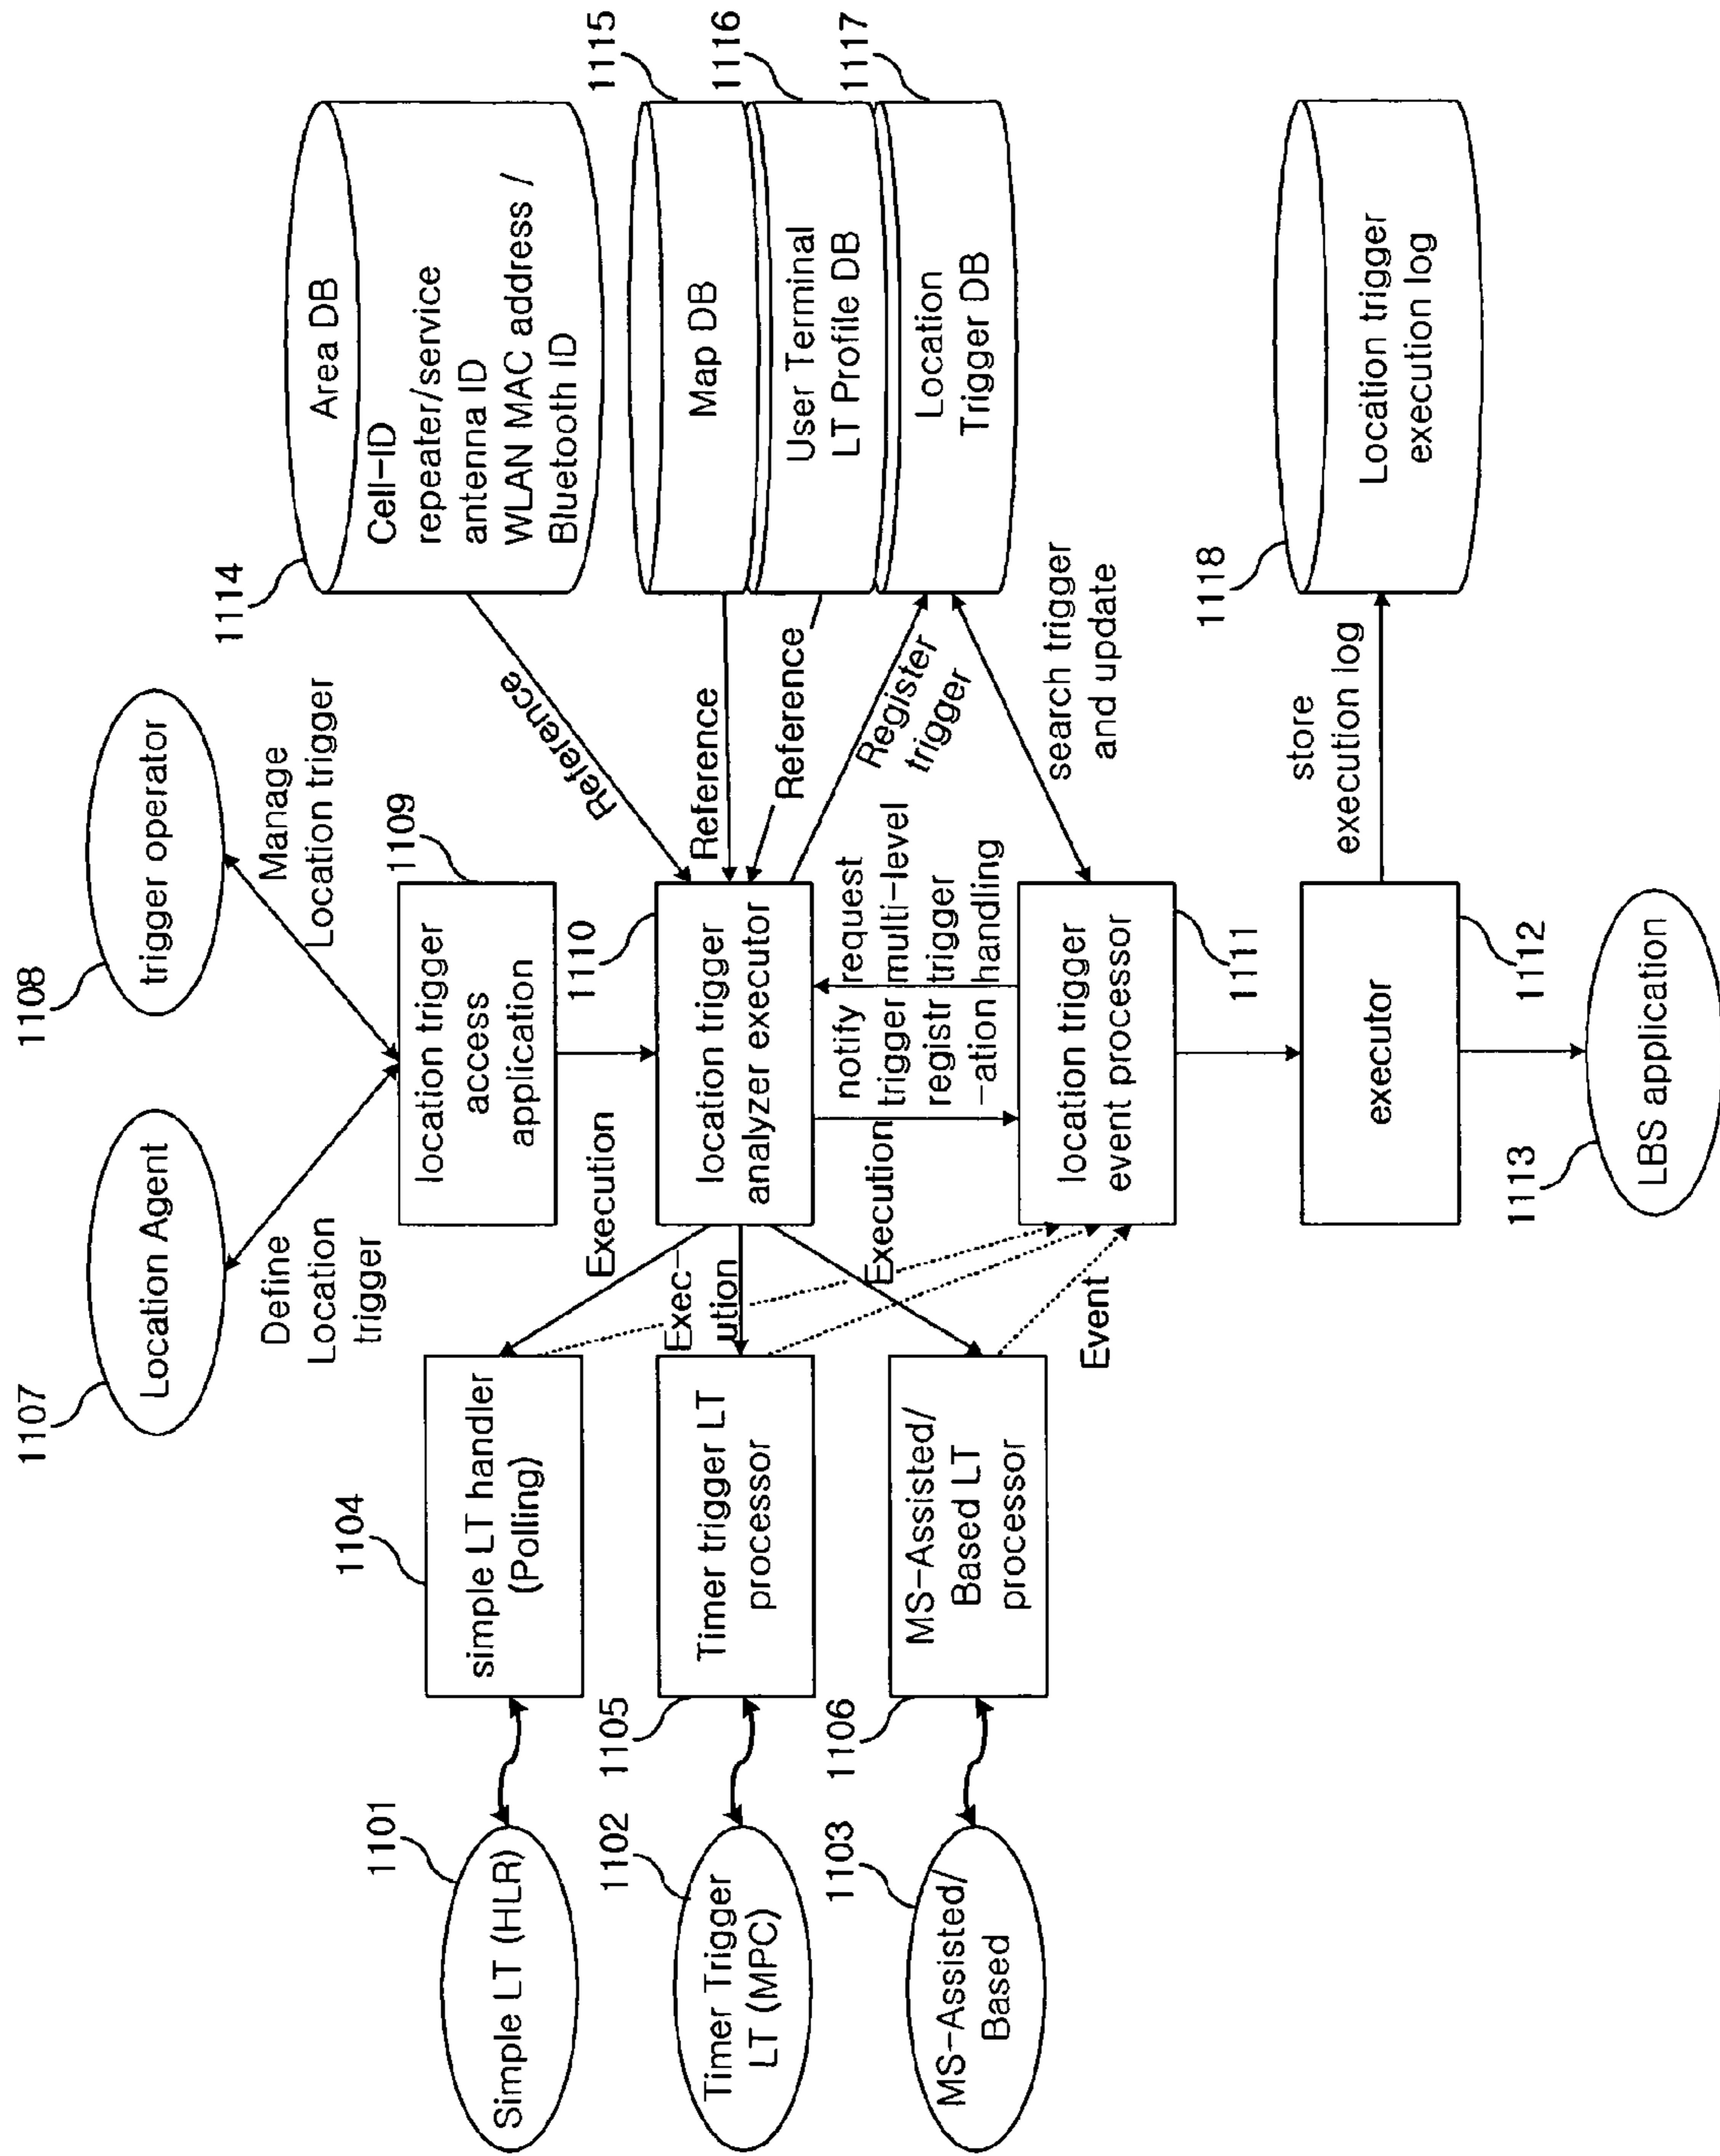 1107
Location Agent
1108
trigger operator
Define
Location
trigger
Manage
Location trigger
1101
Simple LT (HLR)
1104
simple LT handler
(Polling)
Execution
location trigger
access
application
1109
Reference
1114
Area DB
Cell-ID
repeater/service
antenna ID
WLAN MAC address /
Bluetooth ID
1102
Timer Trigger
LT (MPC)
1105
Timer trigger LT
processor
Exec-
ution
1110
location trigger
analyzer executor
Reference
Reference
Register
trigger
1115
Map DB
1116
User Terminal
LT Profile DB
1117
Location
Trigger DB
1103
MS-Assisted/
Based
1106
MS-Assisted/
Based LT
processor
Execution
Event
notify
trigger
registr
-ation
request
multi-level
trigger
handling
search trigger
and update
location trigger
event processor
1111
executor
1112
store
execution log
1118
Location trigger
execution log
1113
LBS application